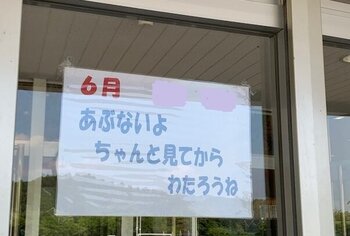 6月
あぶないよ
ちゃんと見てから
わたろうね